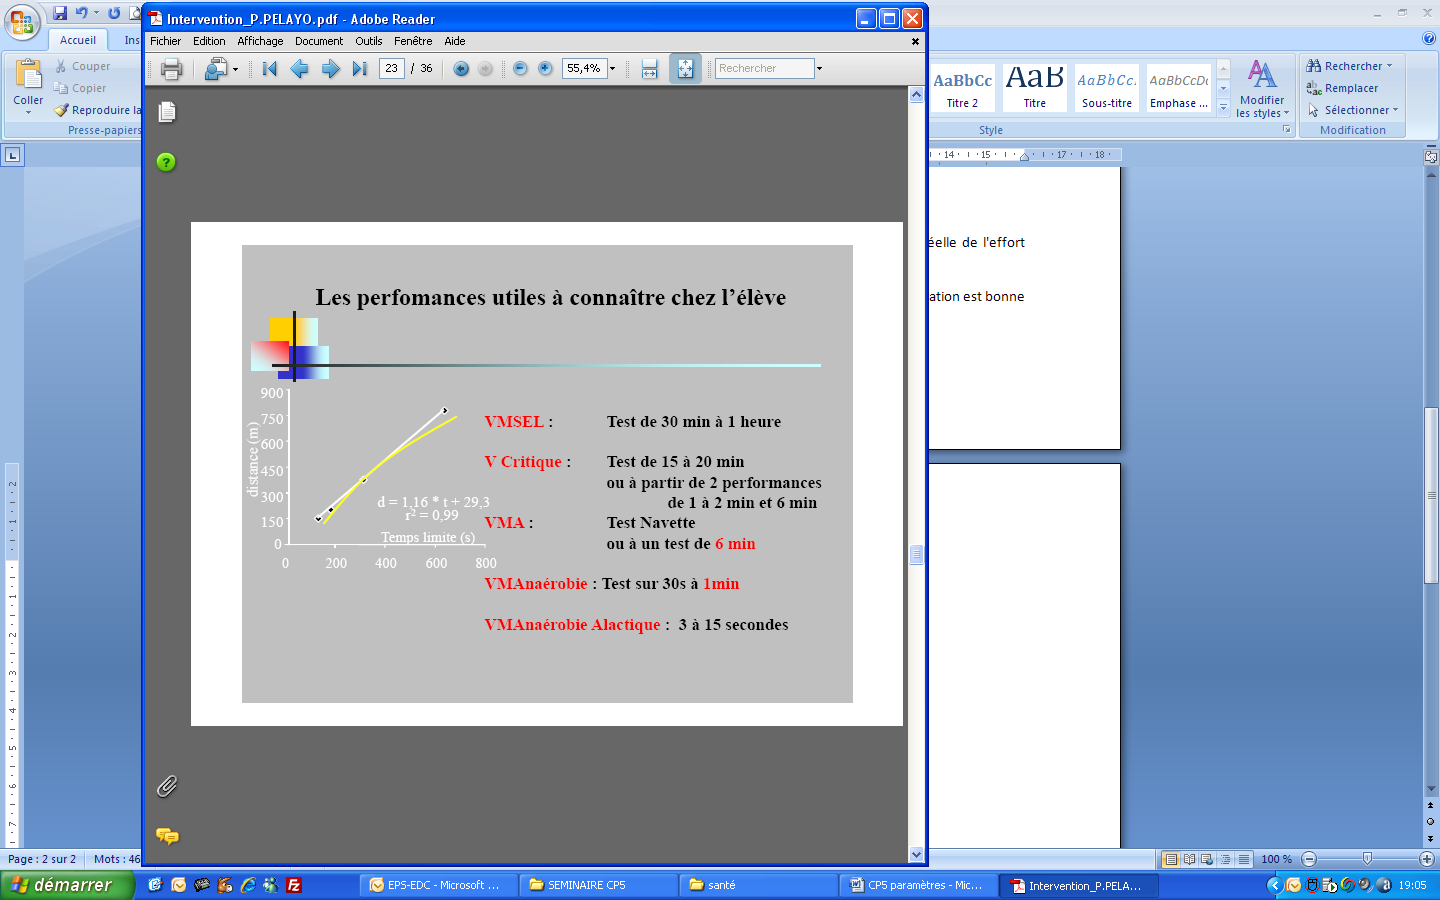 Intervention_P.PELAYO.pdf - Adobe Reader
Fichier Edition Affichage Document Outils Fenêtre Aide
23 / 36 55,4% Rechercher
Accueil Ins
Coller
Couper
Copier
Reproduire la
Presse-papiers
AaBbCc AaB AaBbCc. AaBbCcDc
Titre 2 Titre Sous-titre Emphase ...
Modifier
les styles
Style
Rechercher
Remplacer
Sélectionner
Modification
14 15 17 18
éelle de l'effort
ation est bonne
Les perfomances utiles à connaître chez l’élève
900
750
600
450
300
150
0
distance (m)
d = 1,16 * t + 29,3
r2 = 0,99
Temps limite (s)
0 200 400 600 800
VMSEL : Test de 30 min à 1 heure
V Critique : Test de 15 à 20 min
ou à partir de 2 performances
de 1 à 2 min et 6 min
VMA : Test Navette
ou à un test de 6 min
VMAnaérobie : Test sur 30s à 1min
VMAnaérobie Alactique : 3 à 15 secondes
Page : 2 sur 2 Mots : 46
100 %
démarrer
EPS-EDC - Microsoft ...
SEMINAIRE CP5
santé
CP5 paramètres - Mic...
Intervention_P.PELA...
19:05